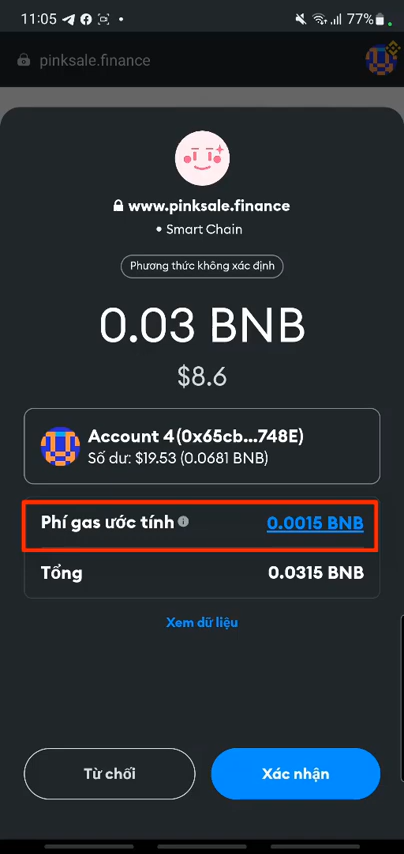 11:05
77%
pinksale.finance
www.pinksale.finance
• Smart Chain
Phương thức không xác định
0.03 BNB
$8.6
Account 4(0x65cb...748E)
Số dư: $19.53 (0.0681 BNB)
Phí gas ước tính 0.0015 BNB
Tổng 0.0315 BNB
Xem dữ liệu
Từ chối Xác nhận